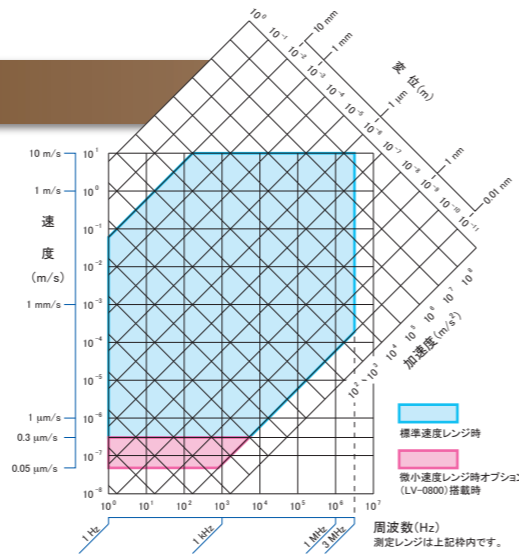 10⁰
10⁻¹
10⁻²
10⁻³
10⁻⁴
10⁻⁵
10⁻⁶
10⁻⁷
10⁻⁸
10⁻⁹
10⁻¹⁰
10⁻¹¹
10 mm
1 mm
1 μm
1 nm
0.01 nm
変位(m)
10 m/s
1 m/s
速度
(m/s)
1 mm/s
1 μm/s
0.3 μm/s
0.05 μm/s
10¹
10⁰
10⁻¹
10⁻²
10⁻³
10⁻⁴
10⁻⁵
10⁻⁶
10⁻⁷
10⁻⁸
10⁸
10⁷
10⁶
10⁵
10⁴
10³
10²
加速度(m/s²)
標準速度レンジ時
微小速度レンジ時オプション
(LV-0800)搭載時
10⁰
10¹
10²
10³
10⁴
10⁵
10⁶
10⁷
1 Hz
1 kHz
1 MHz
3 MHz
周波数(Hz)
測定レンジは上記枠内です。